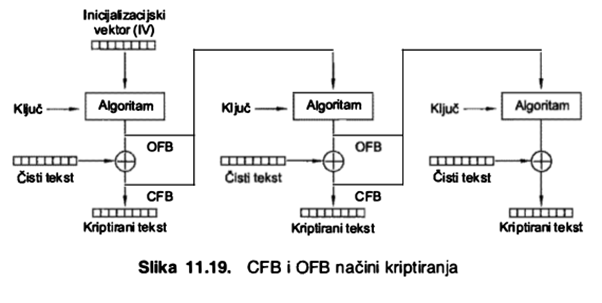 Inicijalizacijski
vektor (IV)
Ključ
Algoritam
Ključ
Algoritam
Ključ
Algoritam
OFB
OFB
Čisti tekst
Čisti tekst
Čisti tekst
CFB
CFB
Kriptirani tekst
Kriptirani tekst
Kriptirani tekst
Slika 11.19. CFB i OFB načini kriptiranja